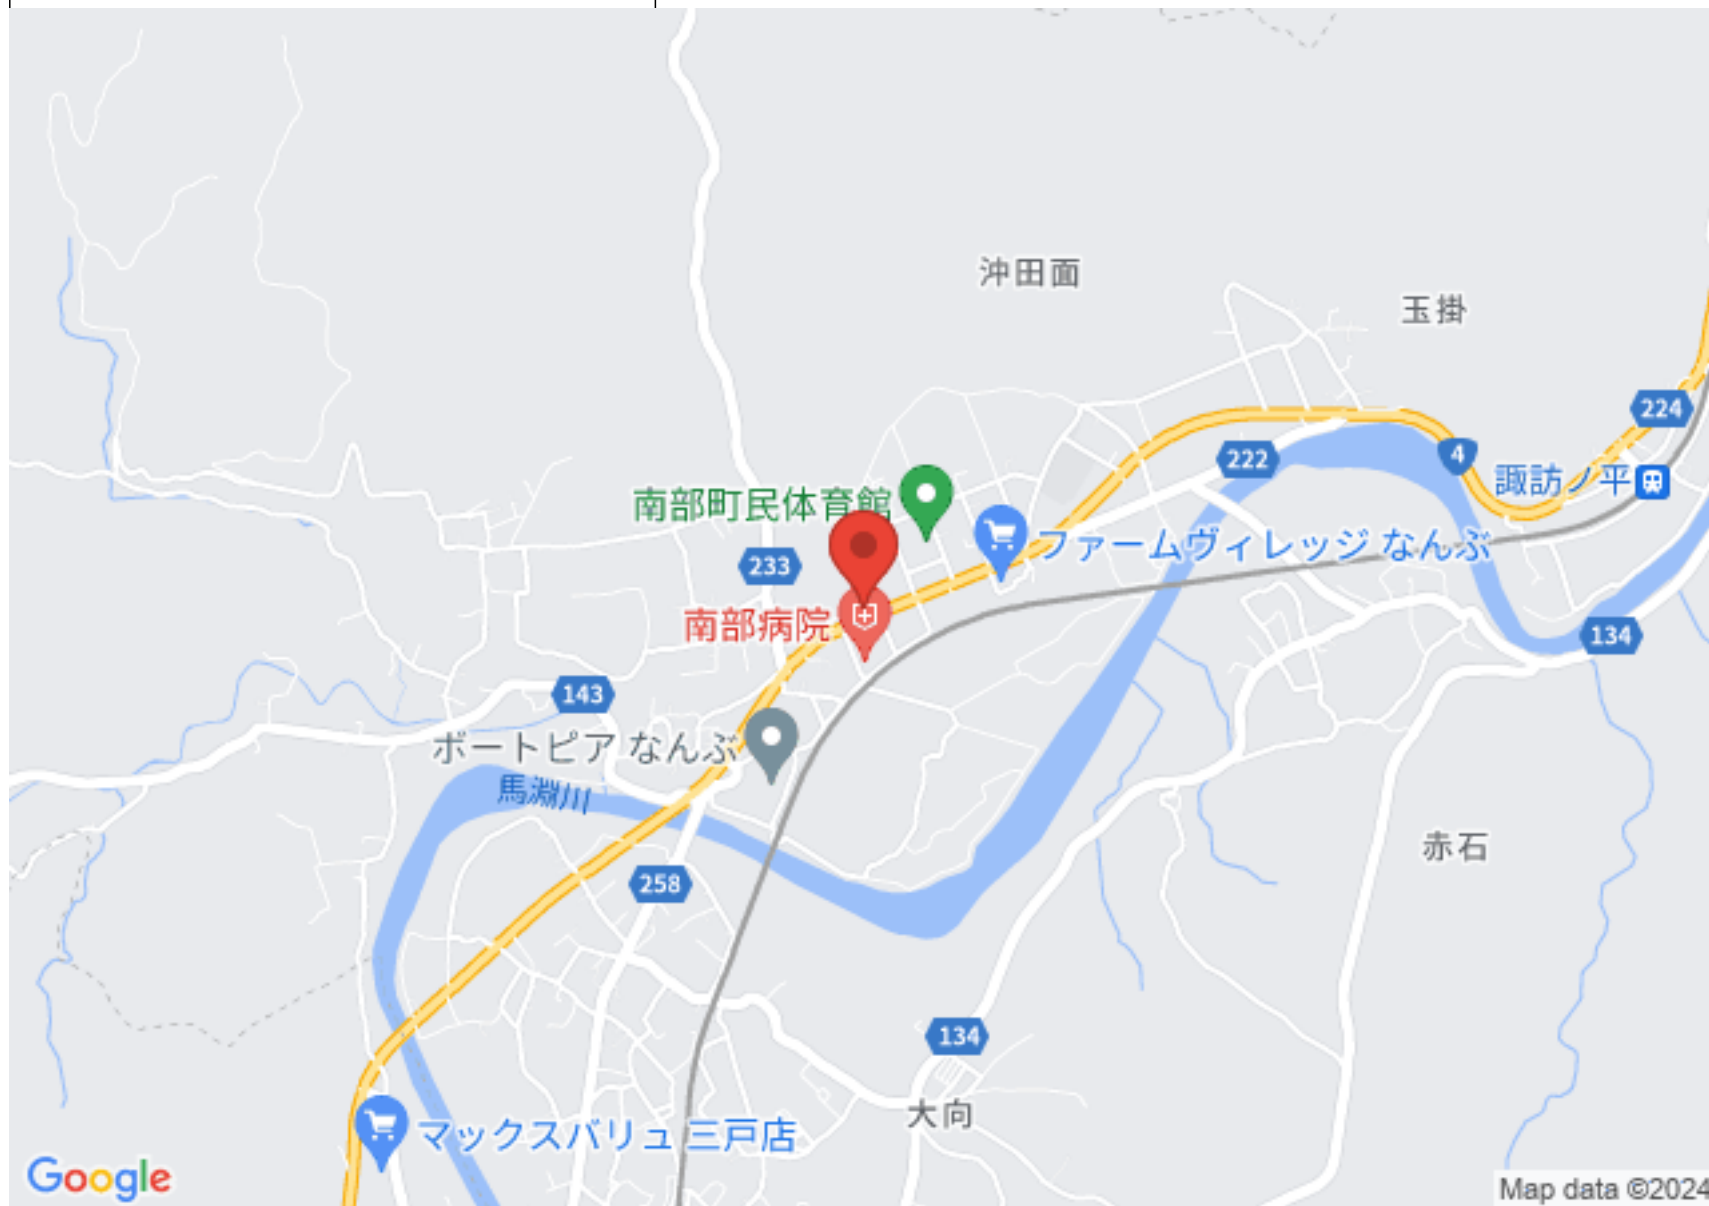 沖田面
玉掛
224
4
222
諏訪ノ平
南部町民体育館
ファームヴィレッジ なんぶ
233
南部病院
134
143
ボートピア なんぶ
馬淵川
赤石
258
134
大向
マックスバリュ 三戸店
Google
Map data ©2024